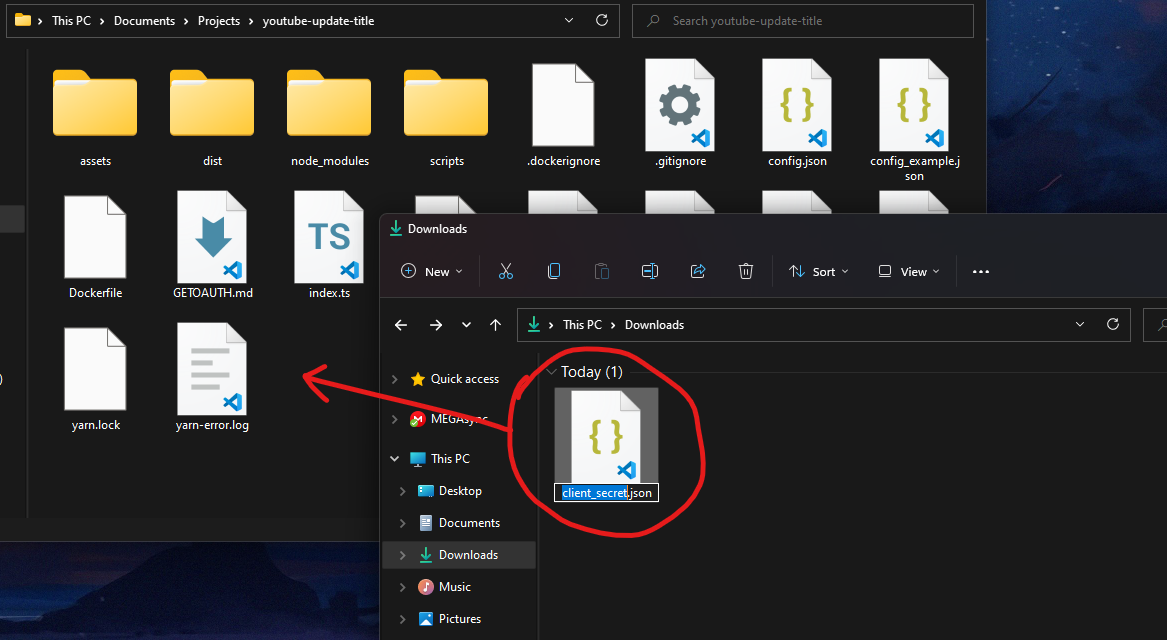 This PC › Documents › Projects › youtube-update-title
Search youtube-update-title
assets
dist
node_modules
scripts
.dockerignore
.gitignore
config.json
config_example.j
son
Dockerfile
GETOAUTH.md
TS
index.ts
yarn.lock
yarn-error.log
Downloads
New
Sort
View
This PC › Downloads
Quick access
MEGAsync
This PC
Desktop
Documents
Downloads
Music
Pictures
Today (1)
client_secret.json